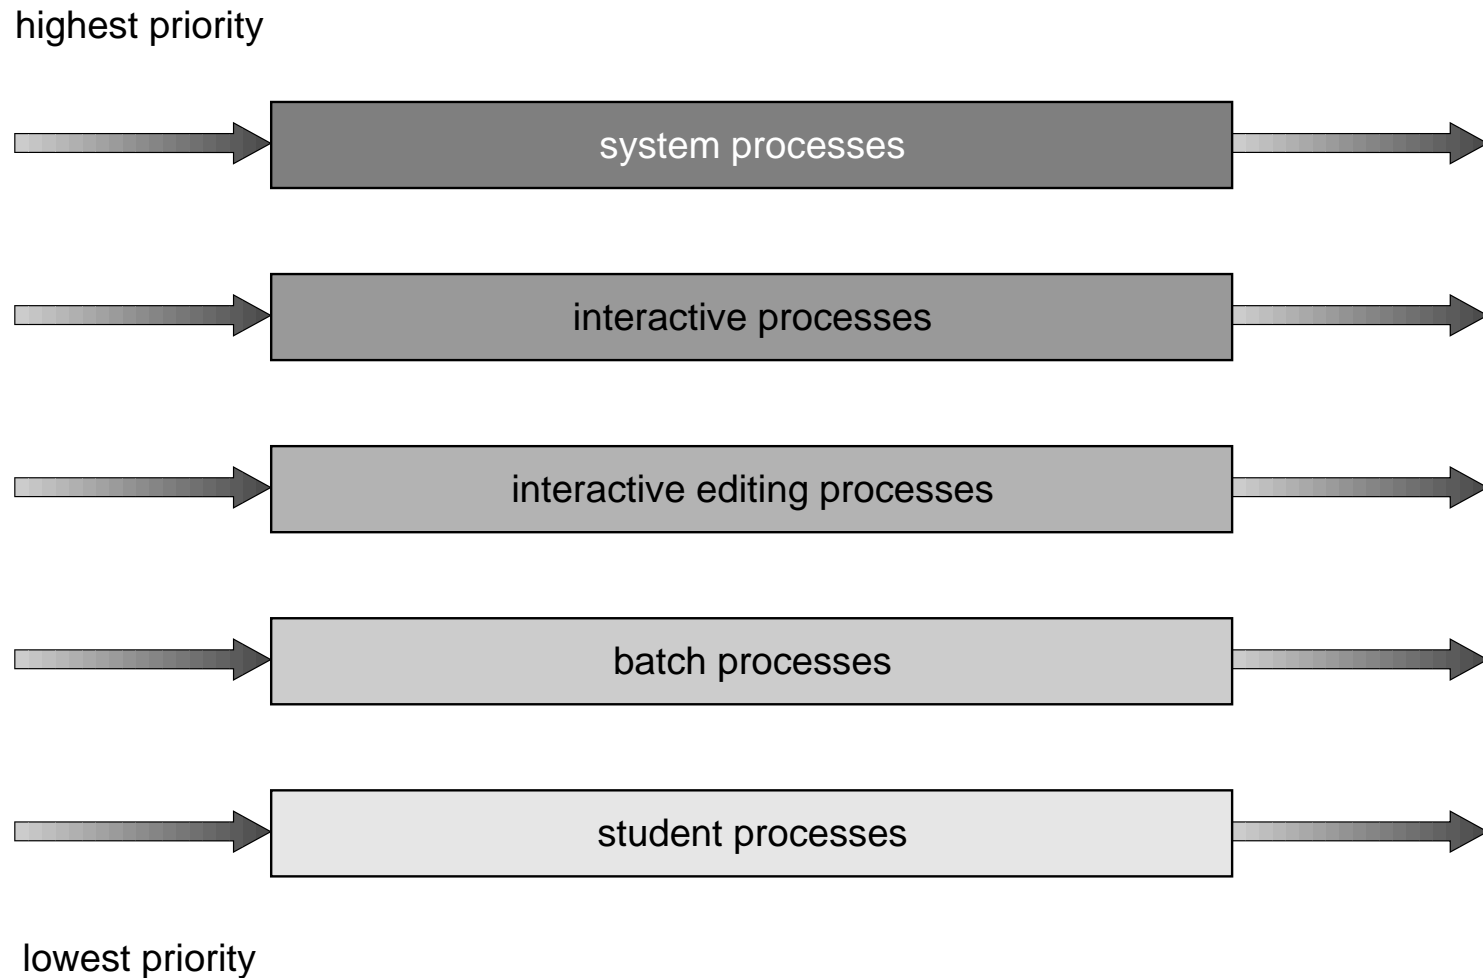 highest priority
system processes
interactive processes
interactive editing processes
batch processes
student processes
lowest priority